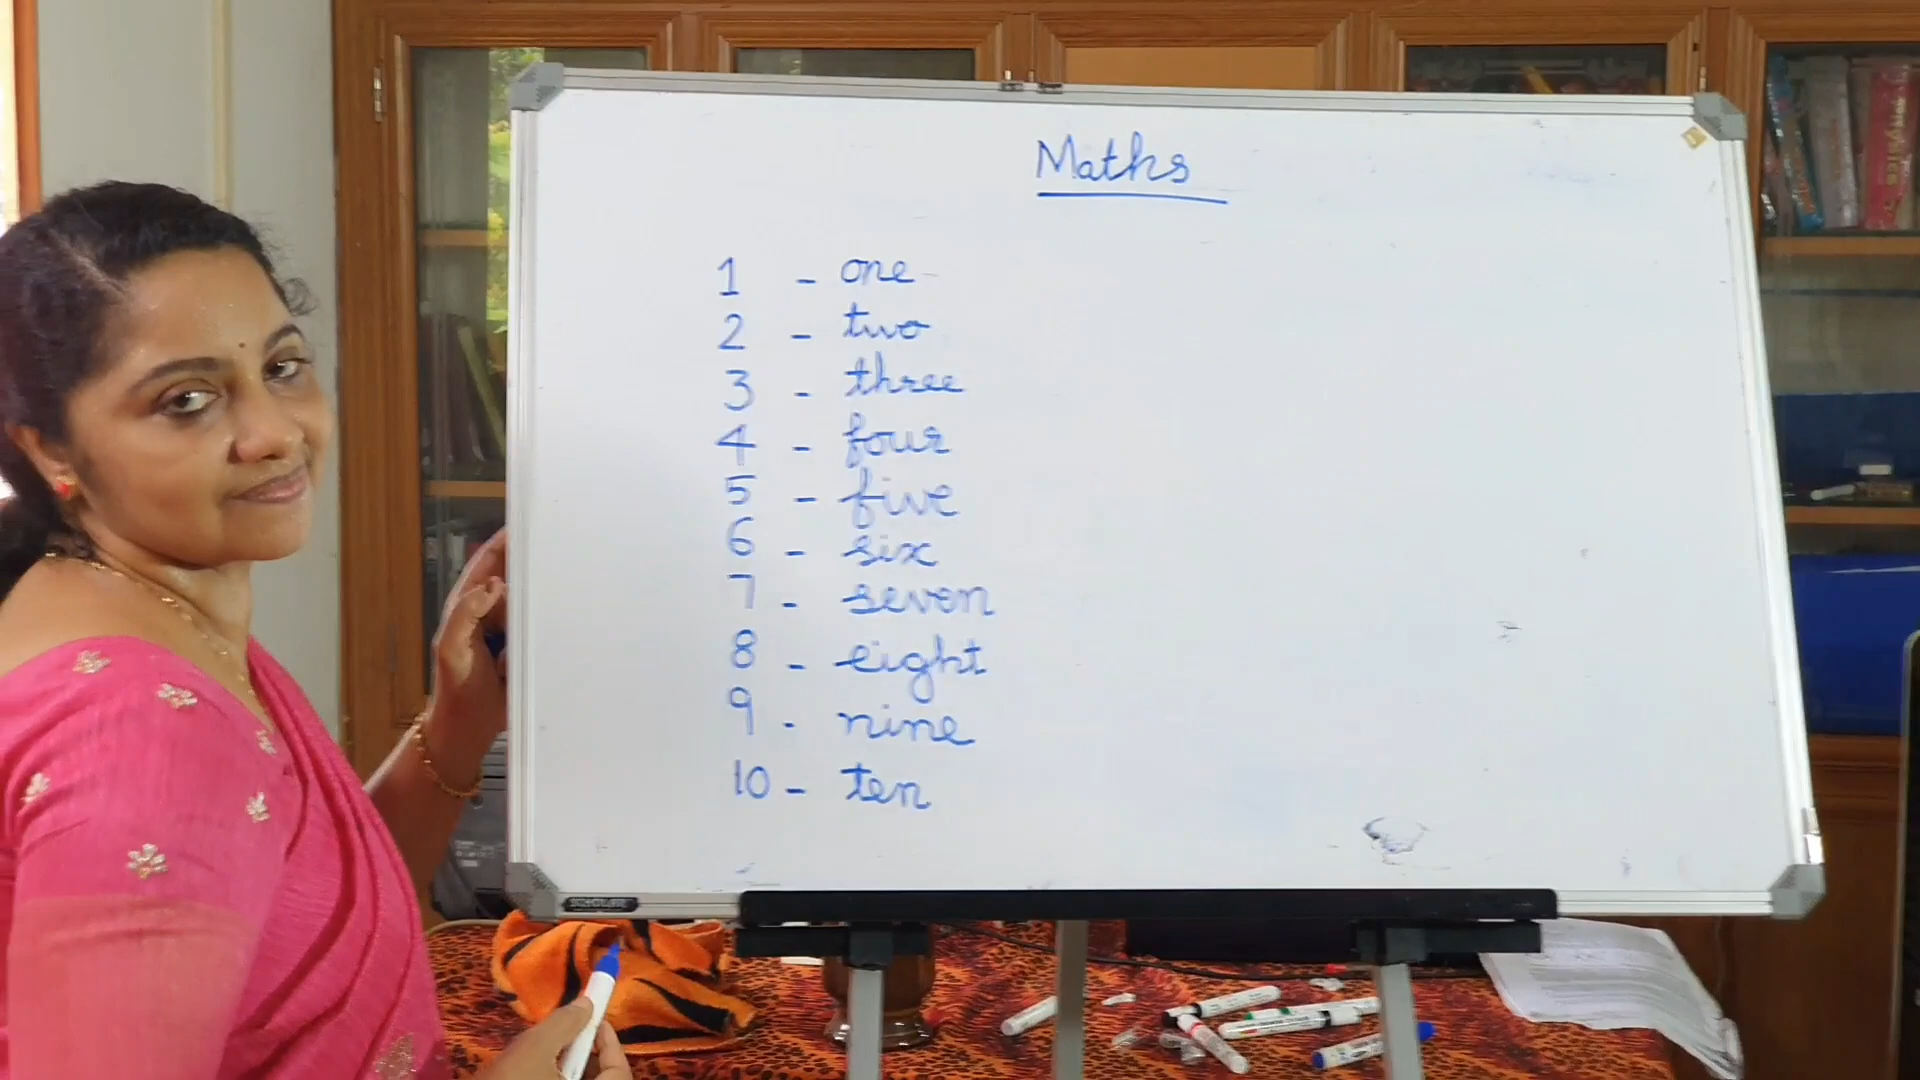 Maths
1 - one
2 - two
3 - three
4 - four
5 - five
6 - six
7 - seven
8 - eight
9 - nine
10 - ten